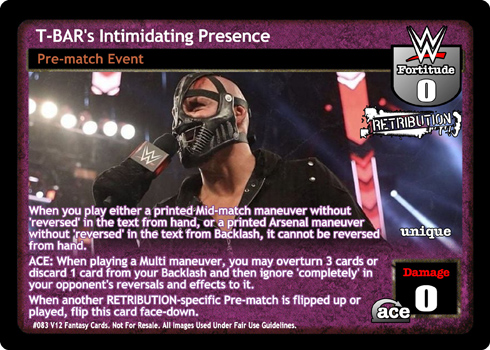 T-BAR's Intimidating Presence
Pre-match Event
W
Fortitude
0
RETRIBUTION
W
When you play either a printed Mid-match maneuver without
'reversed' in the text from hand, or a printed Arsenal maneuver
without 'reversed' in the text from Backlash, it cannot be reversed
from hand.
unique
ACE: When playing a Multi maneuver, you may overturn 3 cards or
discard 1 card from your Backlash and then ignore 'completely' in
your opponent's reversals and effects to it.
When another RETRIBUTION-specific Pre-match is flipped up or
played, flip this card face-down.
Damage
0
ace
#083 V12 Fantasy Cards. Not For Resale. All Images Used Under Fair Use Guidelines.